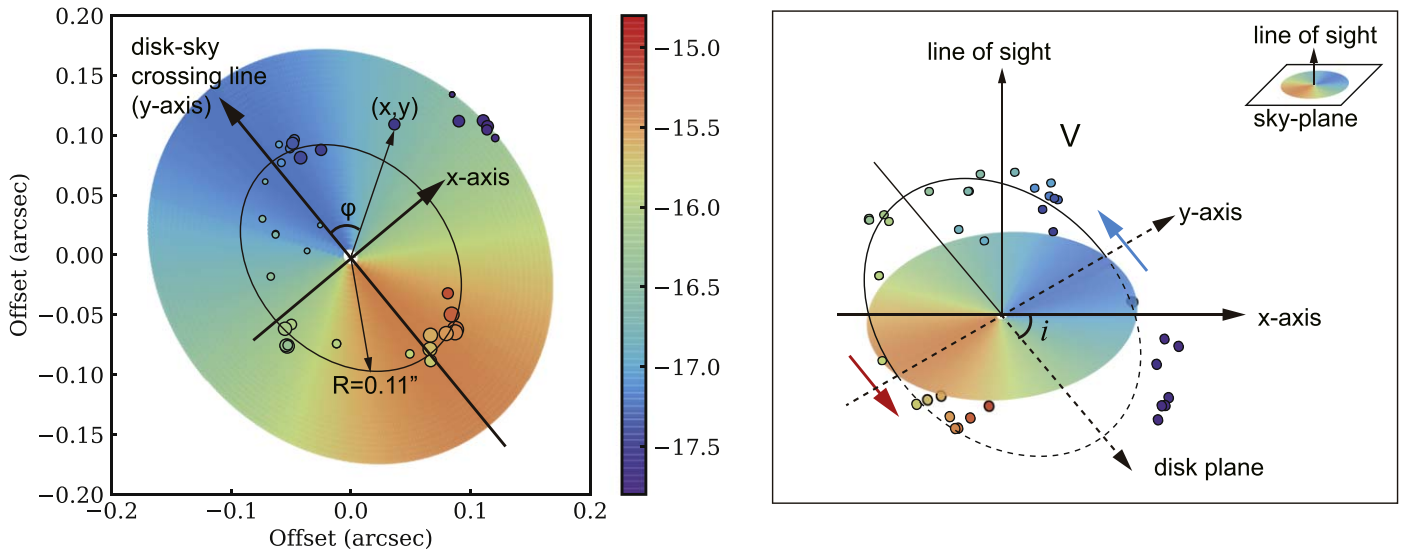 0.20
0.15
0.10
0.05
0.00
−0.05
−0.10
−0.15
−0.20
Offset (arcsec)
−0.2
−0.1
0.0
0.1
0.2
Offset (arcsec)
disk-sky
crossing line
(y-axis)
(x,y)
x-axis
φ
R=0.11”
−15.0
−15.5
−16.0
−16.5
−17.0
−17.5
line of sight
V
line of sight
sky-plane
y-axis
x-axis
i
disk plane